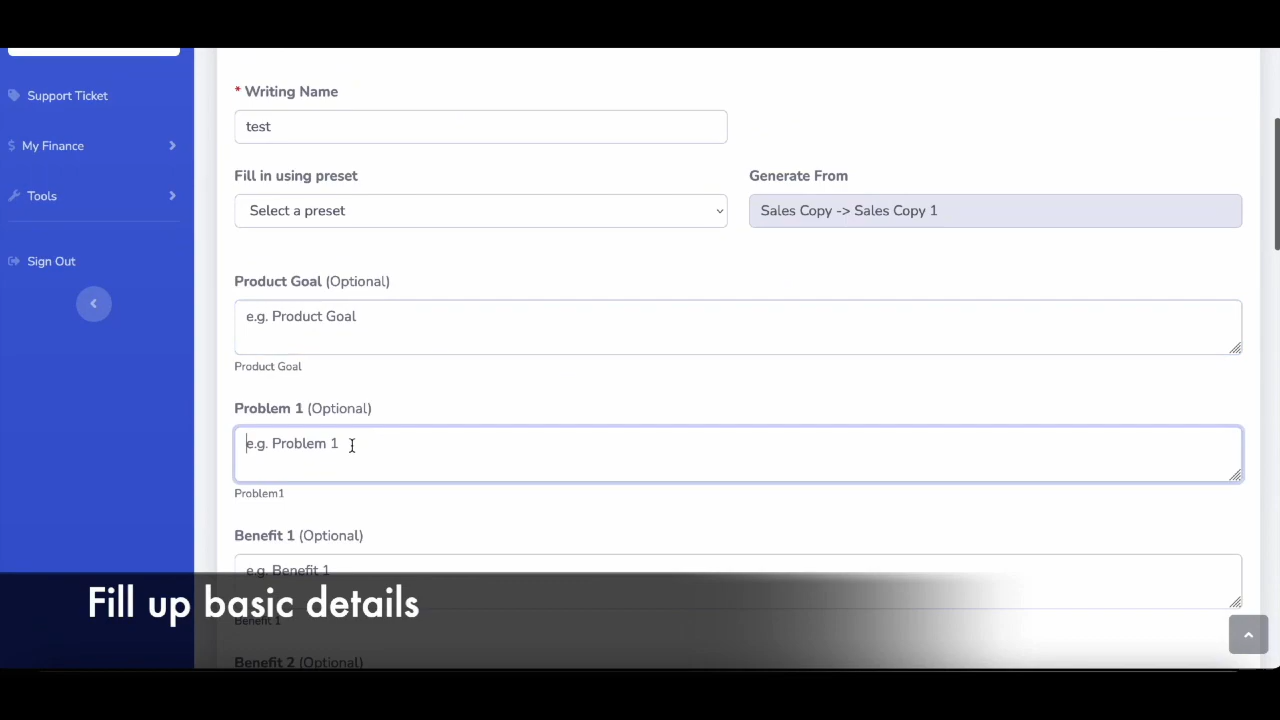 Support Ticket
My Finance
Tools
Sign Out
* Writing Name
test
Fill in using preset
Generate From
Select a preset
Sales Copy -> Sales Copy 1
Product Goal (Optional)
e.g. Product Goal
Product Goal
Problem 1 (Optional)
e.g. Problem 1
Problem1
Benefit 1 (Optional)
e.g. Benefit 1
Benefit 1
Benefit 2 (Optional)
Fill up basic details